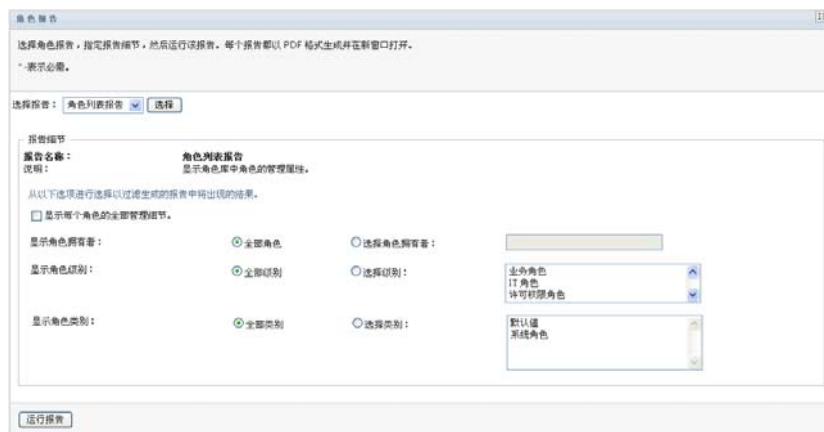 角色报告
选择角色报告，指定报告细节，然后运行该报告。每个报告都以 PDF 格式生成并在新窗口打开。
* -表示必需。
选择报告： 角色列表报告 选择
报告细节
报告名称： 角色列表报告
说明： 显示角色库中角色的管理属性。
从以下选项进行选择以过滤生成的报告中将出现的结果。
显示每个角色的全部管理细节。
显示角色拥有者： 全部角色 选择角色拥有者：
显示角色级别： 全部级别 选择级别： 业务角色
IT 角色
许可权限角色
显示角色类别： 全部类别 选择类别： 默认值
系统角色
运行报告